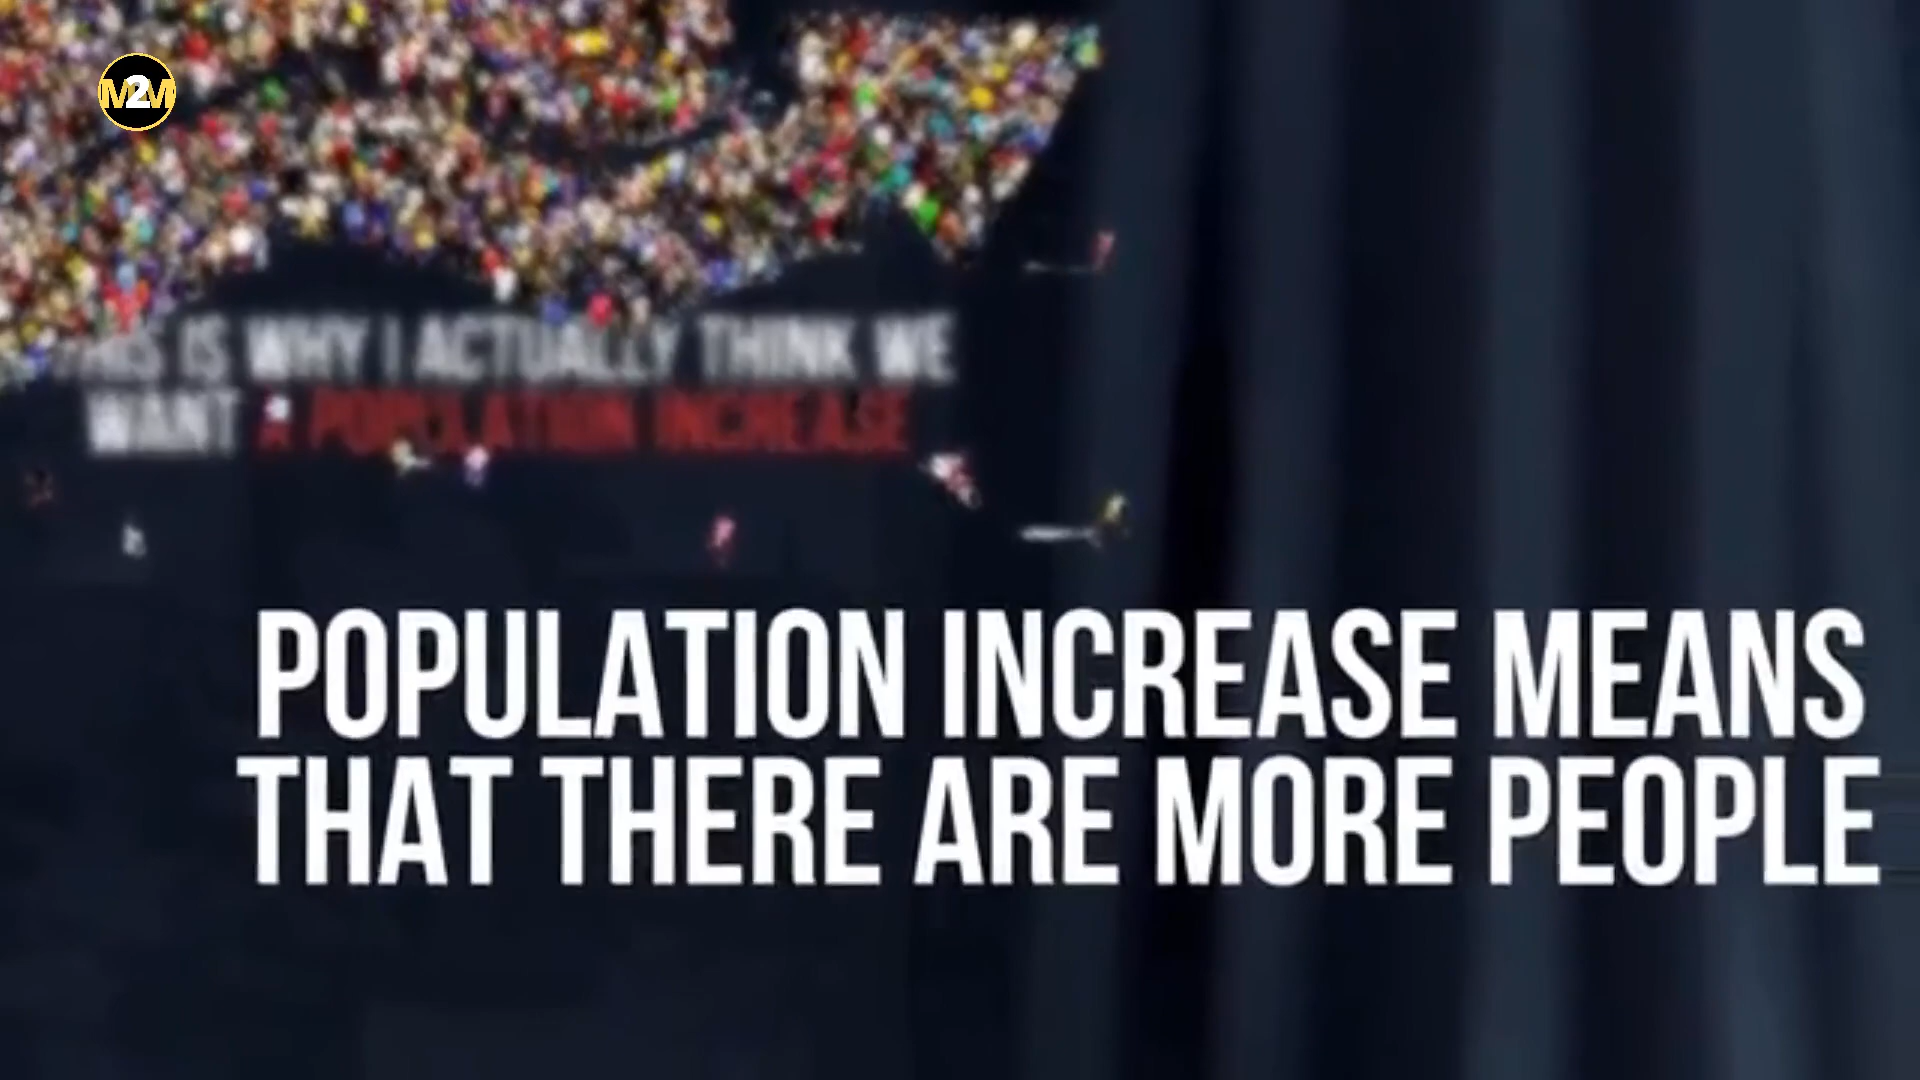 M2M
THIS IS WHY I ACTUALLY THINK WE
WANT A POPULATION INCREASE
POPULATION INCREASE MEANS
THAT THERE ARE MORE PEOPLE